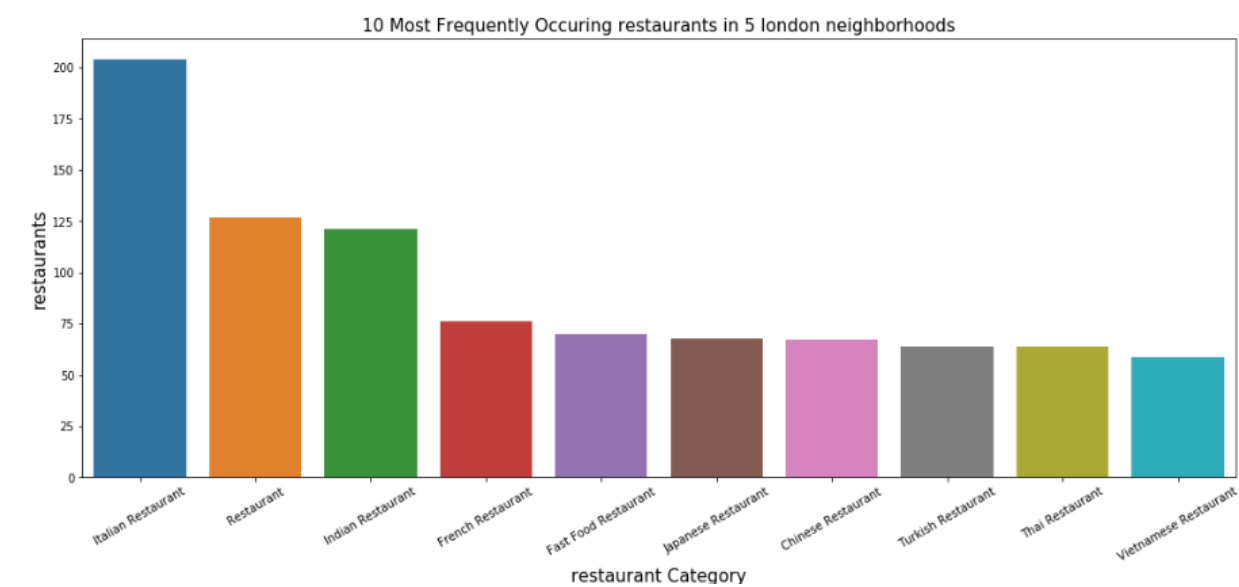 10 Most Frequently Occuring restaurants in 5 london neighborhoods
restaurants
200
175
150
125
100
75
50
25
0
Italian Restaurant
Restaurant
Indian Restaurant
French Restaurant
Fast Food Restaurant
Japanese Restaurant
Chinese Restaurant
Turkish Restaurant
Thai Restaurant
Vietnamese Restaurant
restaurant Category